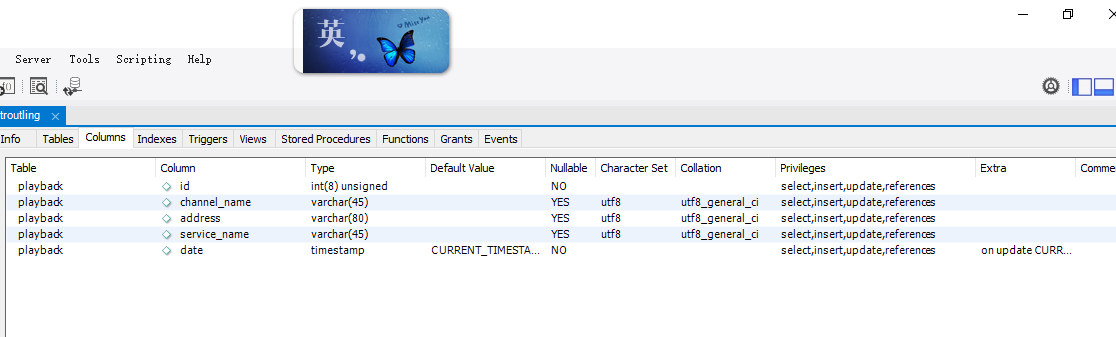 英，。
Miss You
Server Tools Scripting Help
troutling ×
Info Tables Columns Indexes Triggers Views Stored Procedures Functions Grants Events
Table Column Type Default Value Nullable Character Set Collation Privileges Extra Comme
playback id int(8) unsigned NO select,insert,update,references
playback channel_name varchar(45) YES utf8 utf8_general_ci select,insert,update,references
playback address varchar(80) YES utf8 utf8_general_ci select,insert,update,references
playback service_name varchar(45) YES utf8 utf8_general_ci select,insert,update,references
playback date timestamp CURRENT_TIMESTA... NO select,insert,update,references on update CURR...